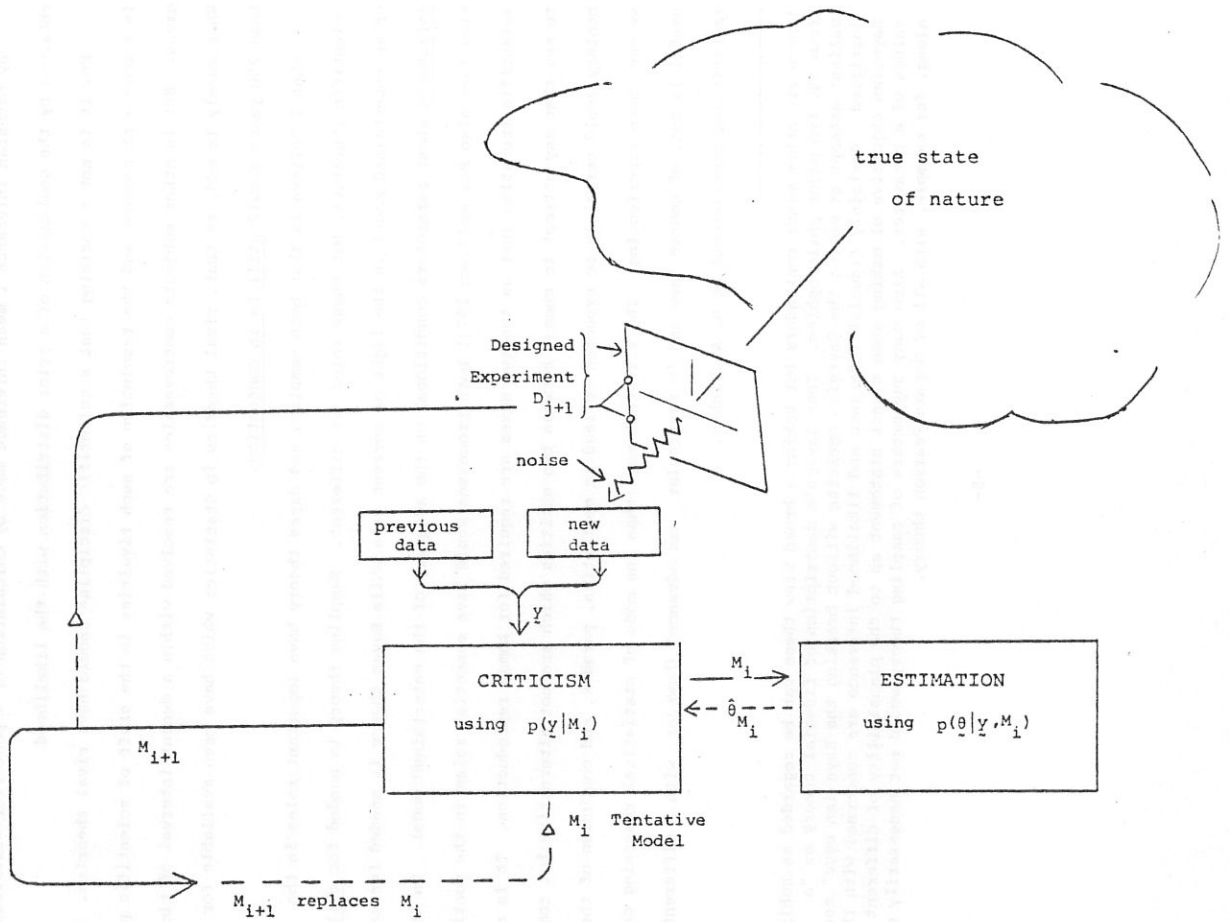 true state
of nature
Designed
Experiment
D_{j+1}
noise
previous
data
new
data
y
CRITICISM
using p(y|M_i)
M_i
θ̂_{M_i}
ESTIMATION
using p(θ|y,M_i)
M_{i+1}
M_i Tentative
Model
M_{i+1} replaces M_i